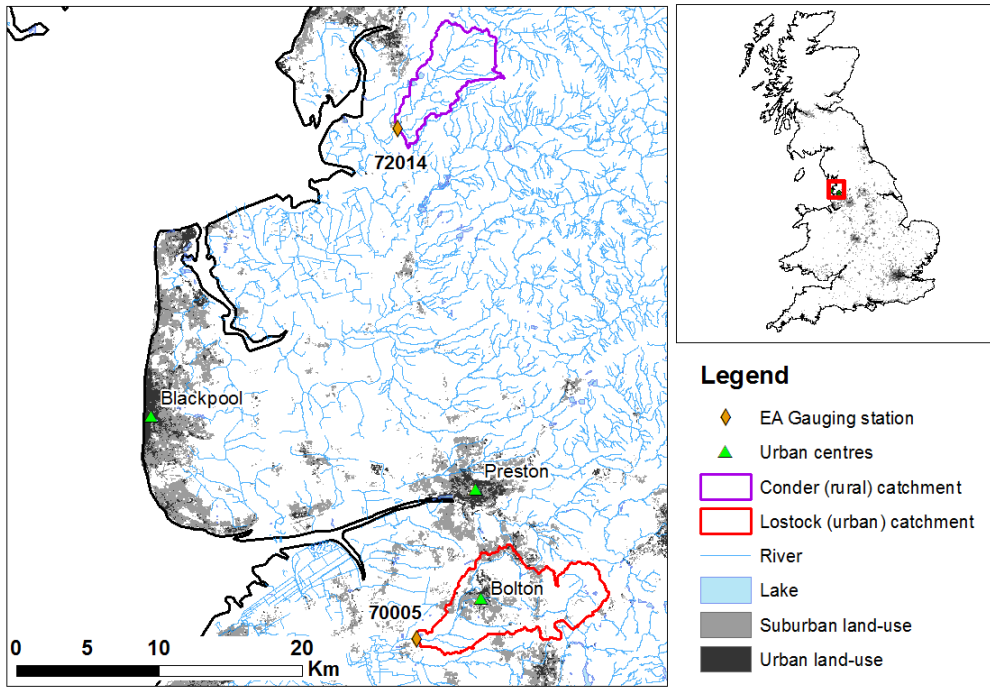 72014
Blackpool
Preston
Bolton
70005
0 5 10 20
Km
Legend
EA Gauging station
Urban centres
Conder (rural) catchment
Lostock (urban) catchment
River
Lake
Suburban land-use
Urban land-use